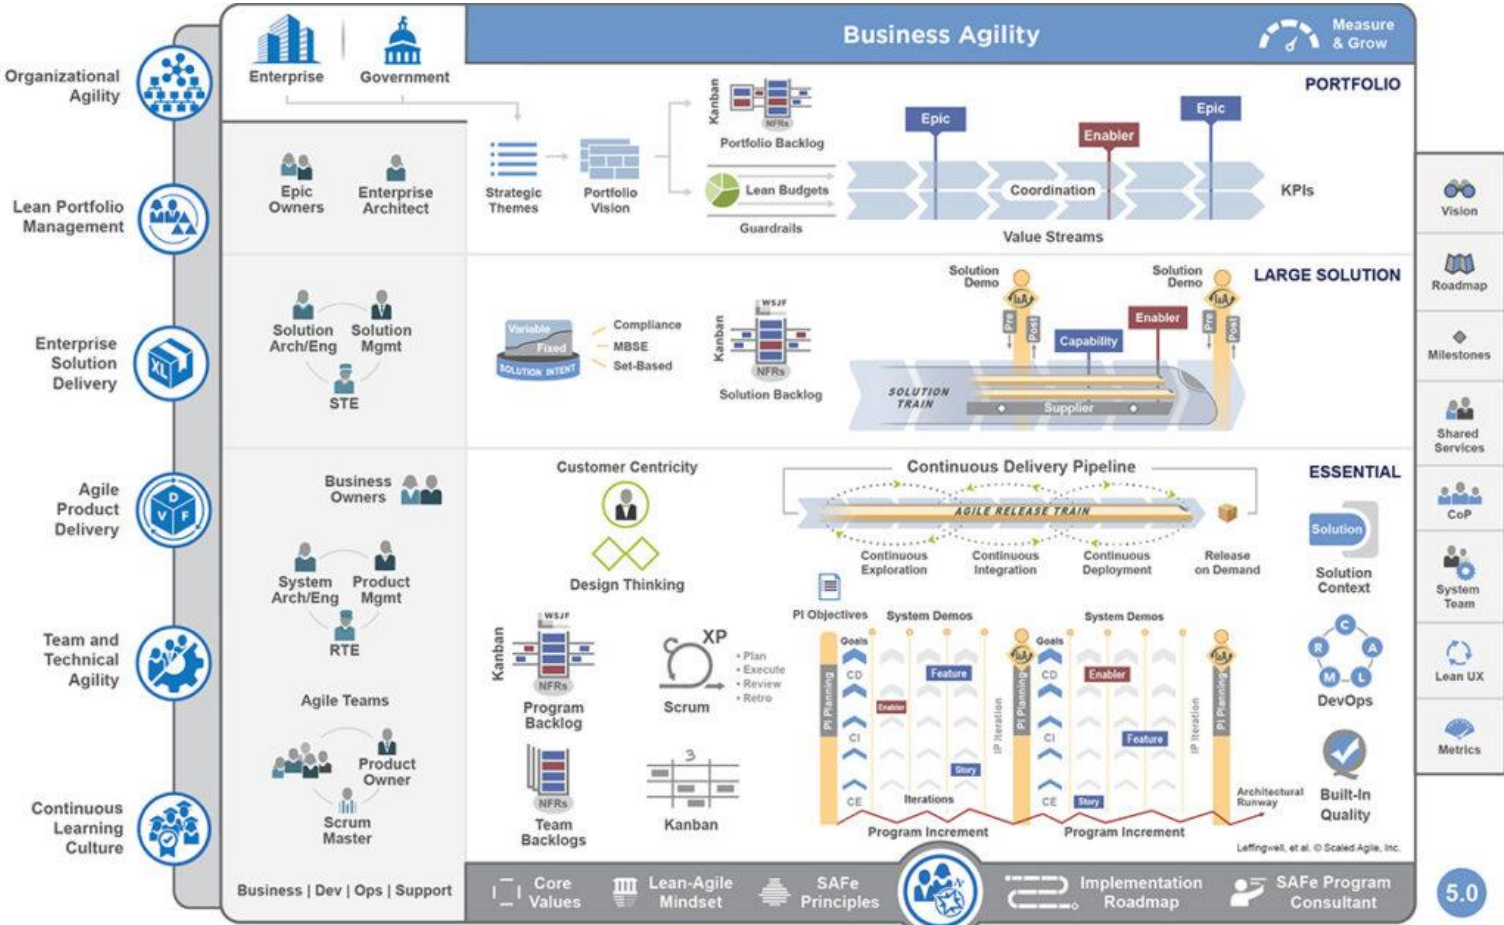 Business Agility
Measure
& Grow
Enterprise
Government
Organizational
Agility
Lean Portfolio
Management
Enterprise
Solution
Delivery
XL
Agile
Product
Delivery
D
V F
Team and
Technical
Agility
Continuous
Learning
Culture
Epic
Owners
Enterprise
Architect
Solution
Arch/Eng
Solution
Mgmt
STE
Business
Owners
System
Arch/Eng
Product
Mgmt
RTE
Agile Teams
Product
Owner
Scrum
Master
Business | Dev | Ops | Support
PORTFOLIO
Strategic
Themes
Portfolio
Vision
Kanban
NFRs
Portfolio Backlog
Lean Budgets
Guardrails
Epic
Enabler
Epic
Coordination
KPIs
Value Streams
LARGE SOLUTION
Variable
Fixed
SOLUTION INTENT
Compliance
MBSE
Set-Based
Kanban
WSJF
NFRs
Solution Backlog
Solution
Demo
I&A
Pre
Post
Capability
Enabler
Solution
Demo
I&A
Pre
Post
SOLUTION
TRAIN
Supplier
ESSENTIAL
Customer Centricity
Design Thinking
Continuous Delivery Pipeline
AGILE RELEASE TRAIN
Continuous
Exploration
Continuous
Integration
Continuous
Deployment
Release
on Demand
Solution
Solution
Context
Kanban
WSJF
NFRs
Program
Backlog
XP
• Plan
• Execute
• Review
• Retro
Scrum
NFRs
Team
Backlogs
3
Kanban
PI Objectives
System Demos
System Demos
Goals
CD
CI
CE
PI Planning
Enabler
Feature
Story
Iterations
IP Iteration
I&A
PI Planning
Goals
CD
CI
CE
Enabler
Feature
Story
IP Iteration
I&A
PI Planning
Program Increment
Program Increment
Architectural
Runway
C
R A
M L
DevOps
Built-In
Quality
Leffingwell, et al. © Scaled Agile, Inc.
Core
Values
Lean-Agile
Mindset
SAFe
Principles
N
Implementation
Roadmap
SAFe Program
Consultant
Vision
Roadmap
Milestones
Shared
Services
CoP
System
Team
Lean UX
Metrics
5.0